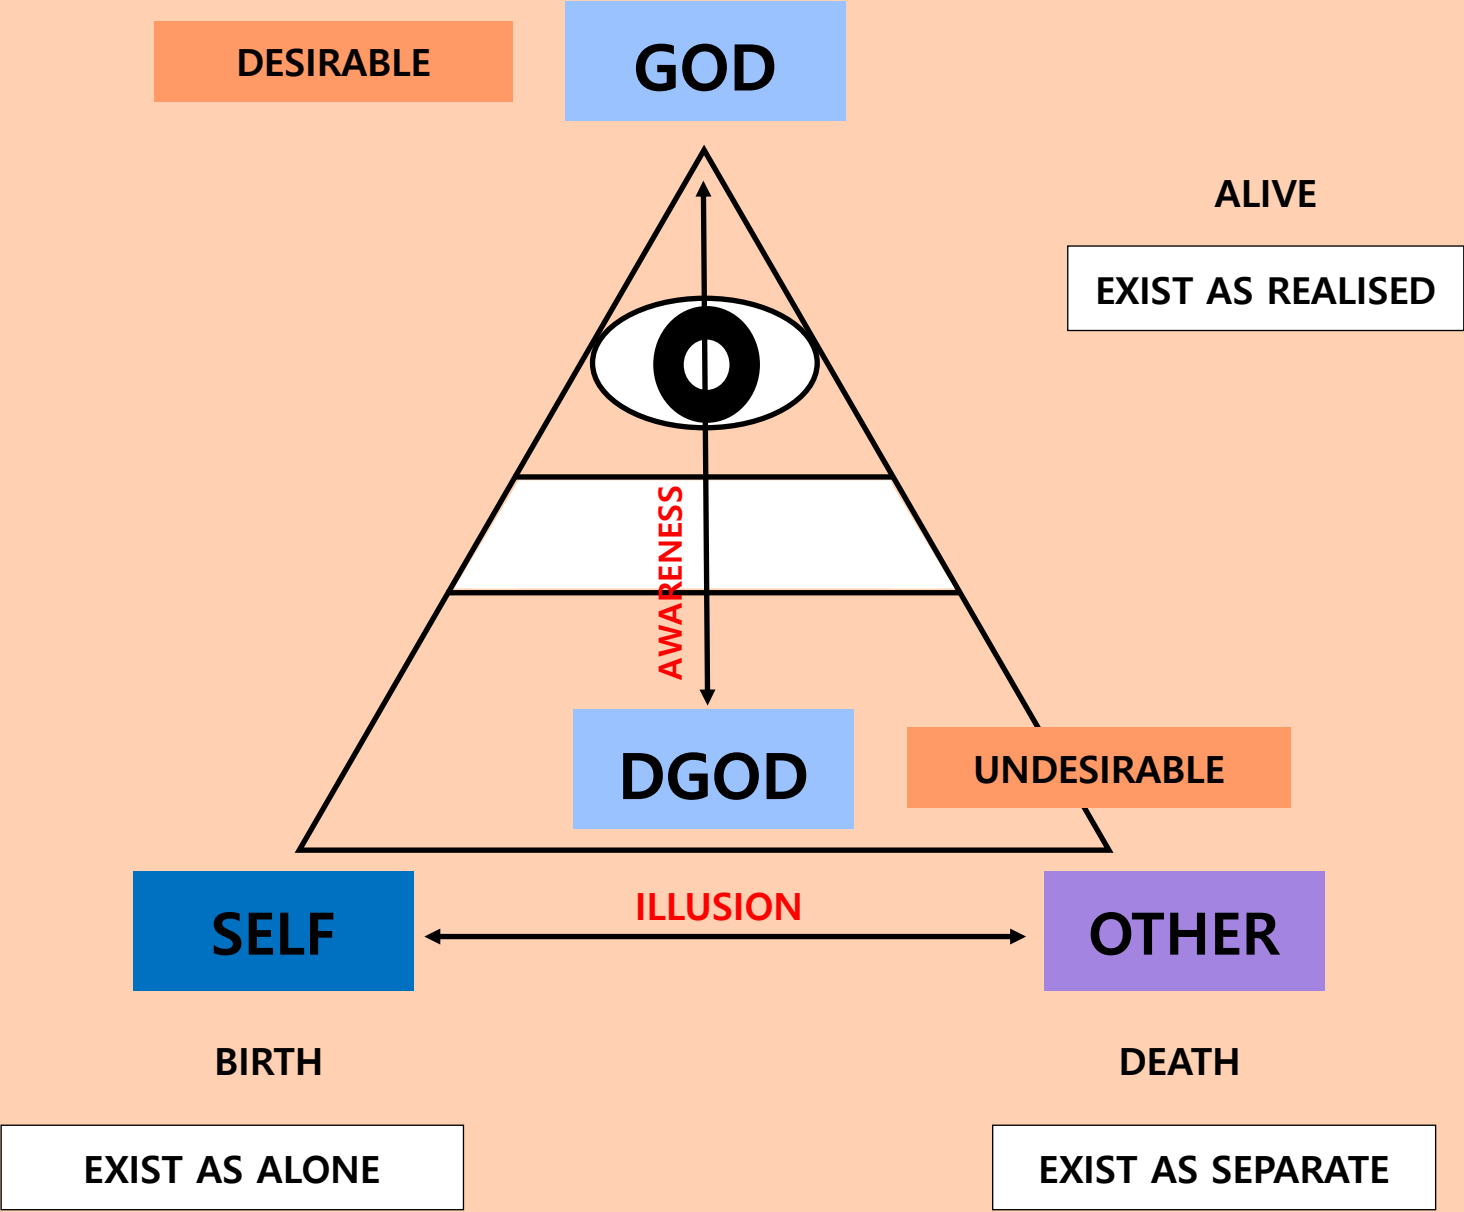 DESIRABLE
GOD
ALIVE
EXIST AS REALISED
AWARENESS
DGOD
UNDESIRABLE
ILLUSION
SELF
OTHER
BIRTH
DEATH
EXIST AS ALONE
EXIST AS SEPARATE